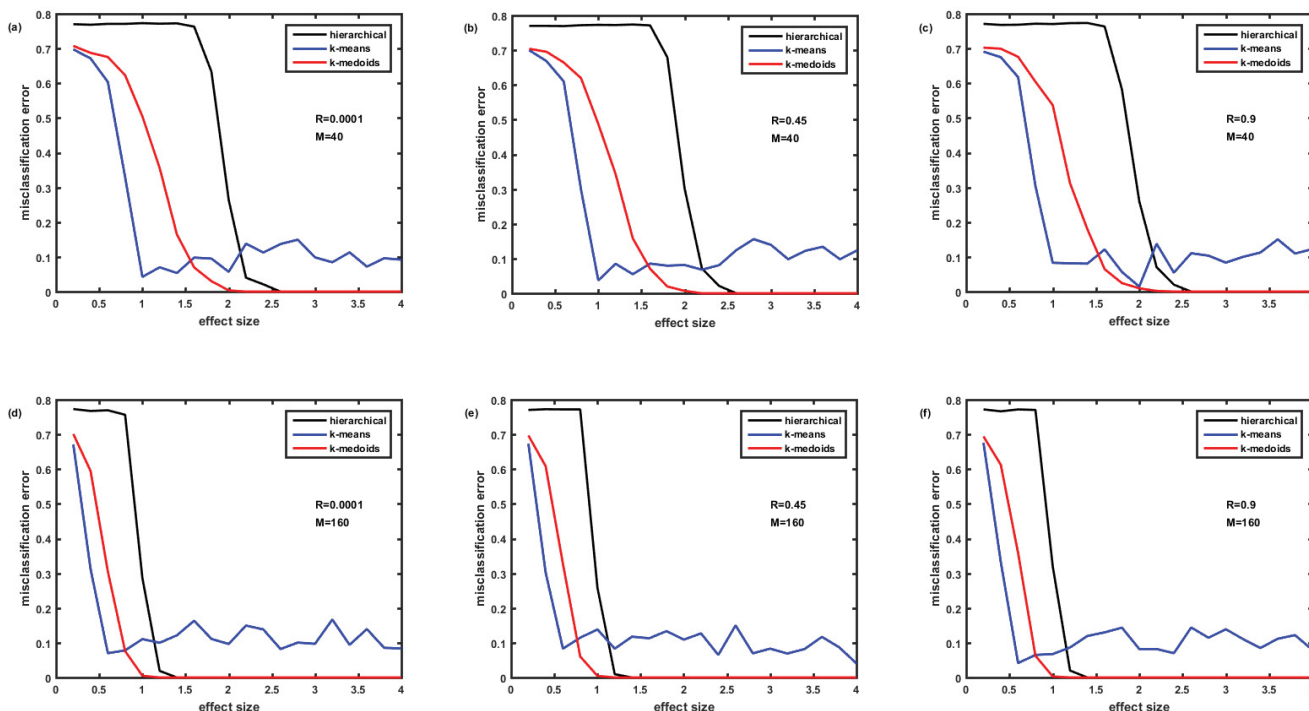 (a)
0.8
0.7
0.6
0.5
0.4
0.3
0.2
0.1
0
misclassification error
hierarchical
k-means
k-medoids
R=0.0001
M=40
0 0.5 1 1.5 2 2.5 3 3.5 4
effect size
(b)
0.8
0.7
0.6
0.5
0.4
0.3
0.2
0.1
0
misclassification error
hierarchical
k-means
k-medoids
R=0.45
M=40
0 0.5 1 1.5 2 2.5 3 3.5 4
effect size
(c)
0.8
0.7
0.6
0.5
0.4
0.3
0.2
0.1
0
misclassification error
hierarchical
k-means
k-medoids
R=0.9
M=40
0 0.5 1 1.5 2 2.5 3 3.5
effect size
(d)
0.8
0.7
0.6
0.5
0.4
0.3
0.2
0.1
0
misclassification error
hierarchical
k-means
k-medoids
R=0.0001
M=160
0 0.5 1 1.5 2 2.5 3 3.5 4
effect size
(e)
0.8
0.7
0.6
0.5
0.4
0.3
0.2
0.1
0
misclassification error
hierarchical
k-means
k-medoids
R=0.45
M=160
0 0.5 1 1.5 2 2.5 3 3.5 4
effect size
(f)
0.8
0.7
0.6
0.5
0.4
0.3
0.2
0.1
0
misclassification error
hierarchical
k-means
k-medoids
R=0.9
M=160
0 0.5 1 1.5 2 2.5 3 3.5
effect size